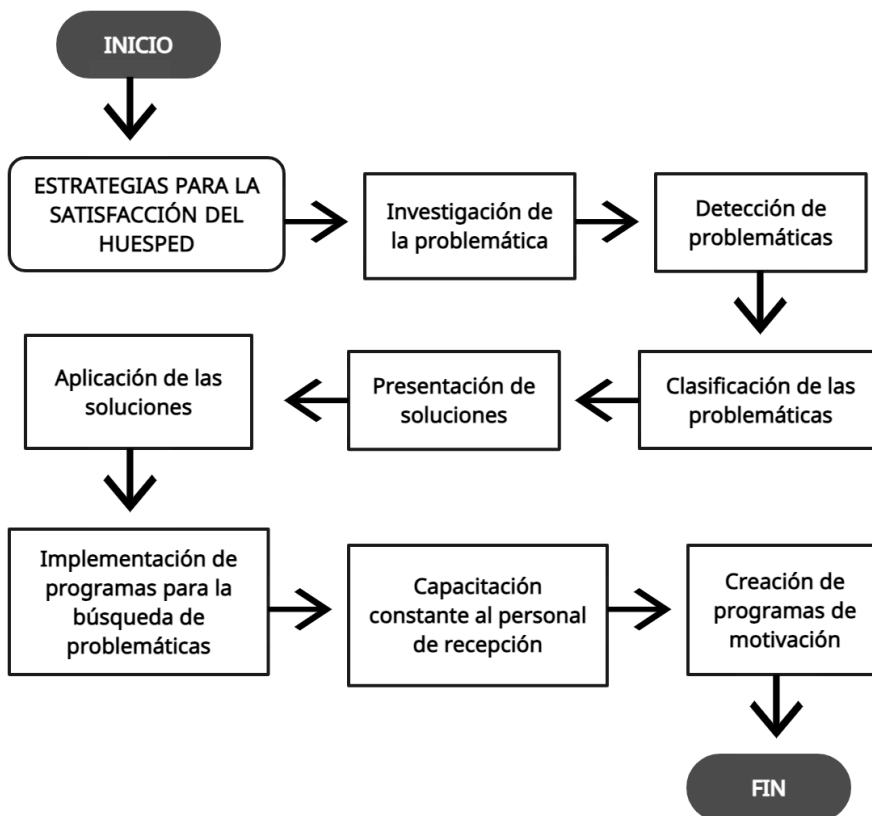 INICIO
ESTRATEGIAS PARA LA
SATISFACCIÓN DEL
HUESPED
Investigación de
la problemática
Detección de
problemáticas
Clasificación de las
problemáticas
Presentación de
soluciones
Aplicación de las
soluciones
Implementación de
programas para la
búsqueda de
problemáticas
Capacitación
constante al personal
de recepción
Creación de
programas de
motivación
FIN